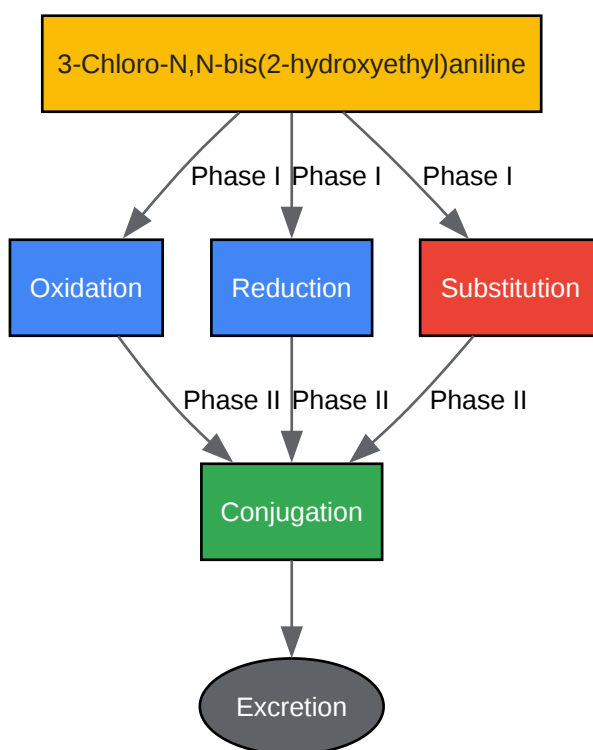 3-Chloro-N,N-bis(2-hydroxyethyl)aniline
Phase I Phase I Phase I
Oxidation Reduction Substitution
Phase II Phase II Phase II
Conjugation
Excretion